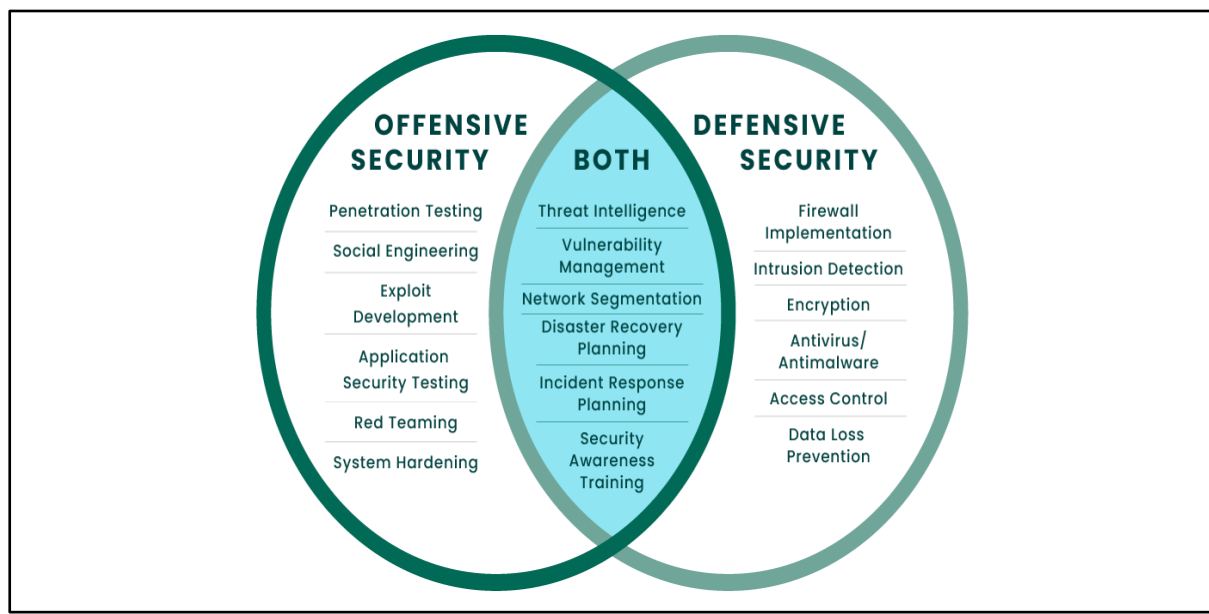 OFFENSIVE
SECURITY
Penetration Testing
Social Engineering
Exploit
Development
Application
Security Testing
Red Teaming
System Hardening
BOTH
Threat Intelligence
Vulnerability
Management
Network Segmentation
Disaster Recovery
Planning
Incident Response
Planning
Security
Awareness
Training
DEFENSIVE
SECURITY
Firewall
Implementation
Intrusion Detection
Encryption
Antivirus/
Antimalware
Access Control
Data Loss
Prevention